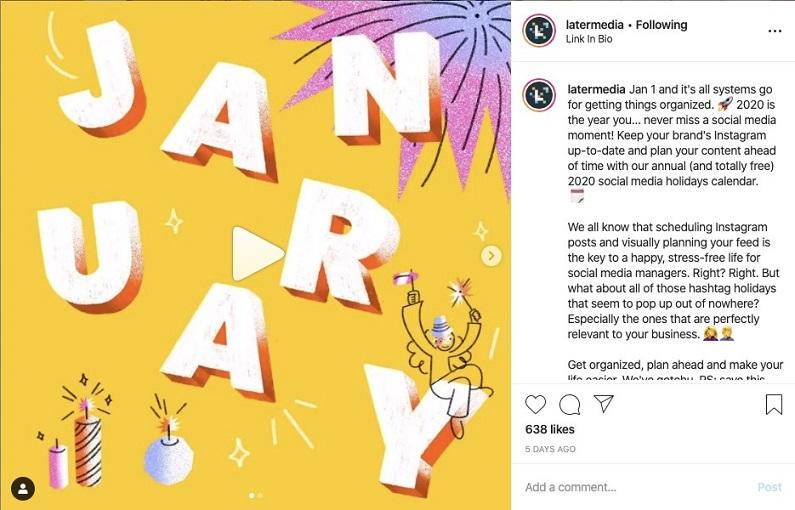 JANUARY
latermedia • Following
Link In Bio
latermedia Jan 1 and it's all systems go
for getting things organized. 🚀 2020 is
the year you... never miss a social media
moment! Keep your brand's Instagram
up-to-date and plan your content ahead
of time with our annual (and totally free)
2020 social media holidays calendar.
We all know that scheduling Instagram
posts and visually planning your feed is
the key to a happy, stress-free life for
social media managers. Right? Right. But
what about all of those hashtag holidays
that seem to pop up out of nowhere?
Especially the ones that are perfectly
relevant to your business. 🤦‍♀️🤦‍♂️
Get organized, plan ahead and make your
life easier. We've gotchu. PS: save this
638 likes
5 DAYS AGO
Add a comment...
Post